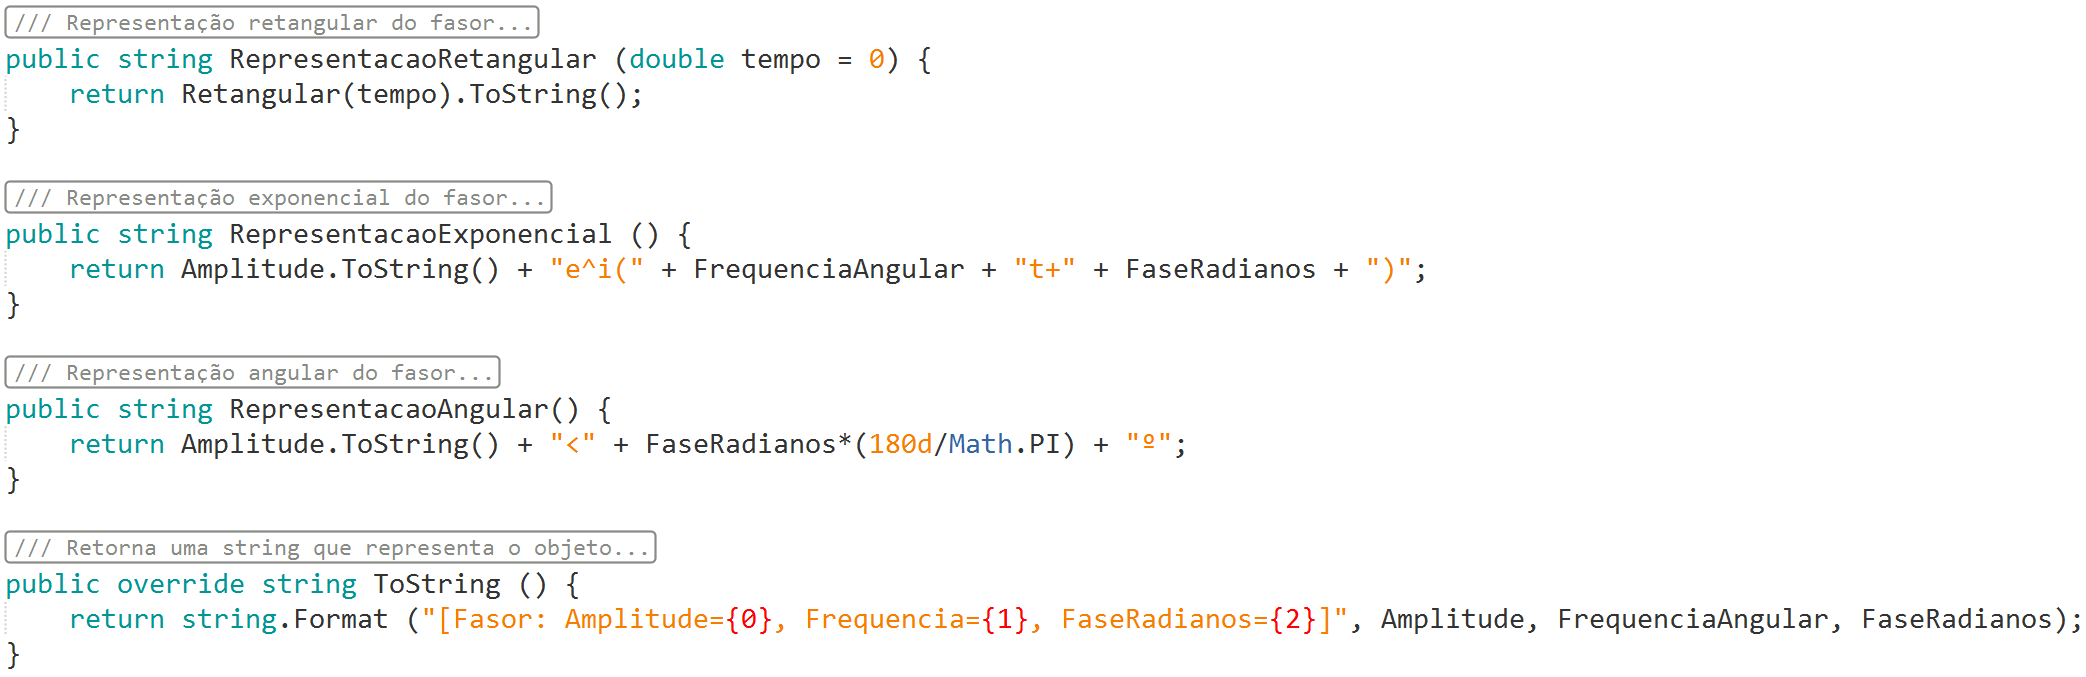 /// Representação retangular do fasor...
public string RepresentacaoRetangular (double tempo = 0) {
    return Retangular(tempo).ToString();
}
/// Representação exponencial do fasor...
public string RepresentacaoExponencial () {
    return Amplitude.ToString() + "e^i(" + FrequenciaAngular + "t+" + FaseRadianos + ")";
}
/// Representação angular do fasor...
public string RepresentacaoAngular() {
    return Amplitude.ToString() + "<" + FaseRadianos*(180d/Math.PI) + "º";
}
/// Retorna uma string que representa o objeto...
public override string ToString () {
    return string.Format ("[Fasor: Amplitude={0}, Frequencia={1}, FaseRadianos={2}]", Amplitude, FrequenciaAngular, FaseRadianos);
}